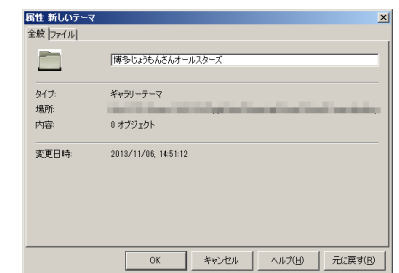 属性 新しいテーマ
全般 ファイル
博多じょうもんさんオールスターズ
タイプ: ギャラリーテーマ
場所:
内容: 0 オブジェクト
変更日時: 2013/11/06, 14:51:12
OK キャンセル ヘルプ(H) 元に戻す(R)